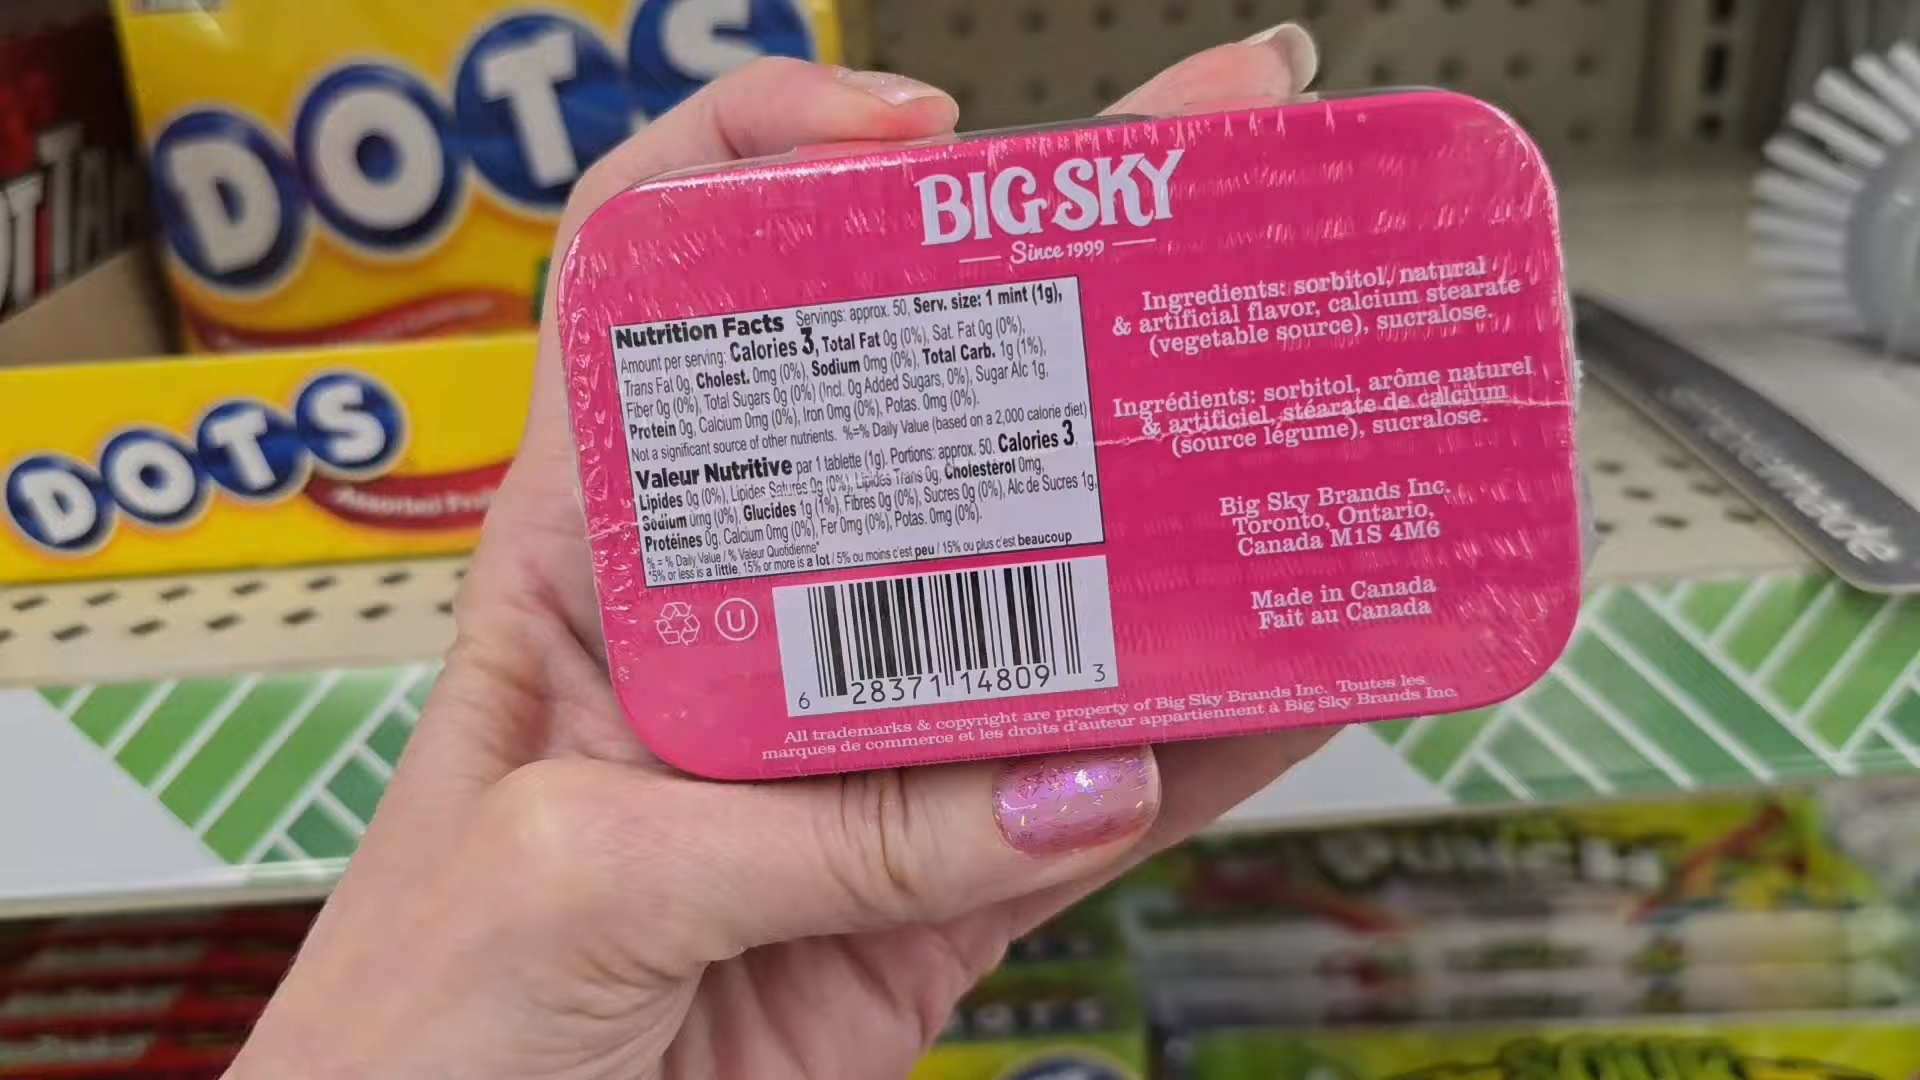 DOTS
DOTS
Assorted
BIG SKY
Since 1999
Nutrition Facts Servings: approx. 50, Serv. size: 1 mint (1g),
Amount per serving: Calories 3, Total Fat 0g (0%), Sat. Fat 0g (0%),
Trans Fat 0g, Cholest. 0mg (0%), Sodium 0mg (0%), Total Carb. 1g (1%),
Fiber 0g (0%), Total Sugars 0g (0%) (Incl. 0g Added Sugars, 0%), Sugar Alc 1g,
Protein 0g, Calcium 0mg (0%), Iron 0mg (0%), Potas. 0mg (0%).
Not a significant source of other nutrients. %=% Daily Value (based on a 2,000 calorie diet)
Valeur Nutritive par 1 tablette (1g). Portions: approx. 50. Calories 3
Lipides 0g (0%), Lipides Saturés 0g (0%), Lipides Trans 0g, Cholestérol 0mg,
Sodium 0mg (0%), Glucides 1g (1%), Fibres 0g (0%), Sucres 0g (0%), Alc de Sucres 1g,
Protéines 0g, Calcium 0mg (0%), Fer 0mg (0%), Potas. 0mg (0%).
% = % Daily Value / % Valeur Quotidienne*
*5% or less is a little, 15% or more is a lot / 5% ou moins c'est peu / 15% ou plus c'est beaucoup
U
6 28371 14809 3
Ingredients: sorbitol, natural
& artificial flavor, calcium stearate
(vegetable source), sucralose.
Ingrédients: sorbitol, arôme naturel
& artificiel, stéarate de calcium
(source légume), sucralose.
Big Sky Brands Inc.
Toronto, Ontario,
Canada M1S 4M6
Made in Canada
Fait au Canada
All trademarks & copyright are property of Big Sky Brands Inc. Toutes les
marques de commerce et les droits d'auteur appartiennent à Big Sky Brands Inc.